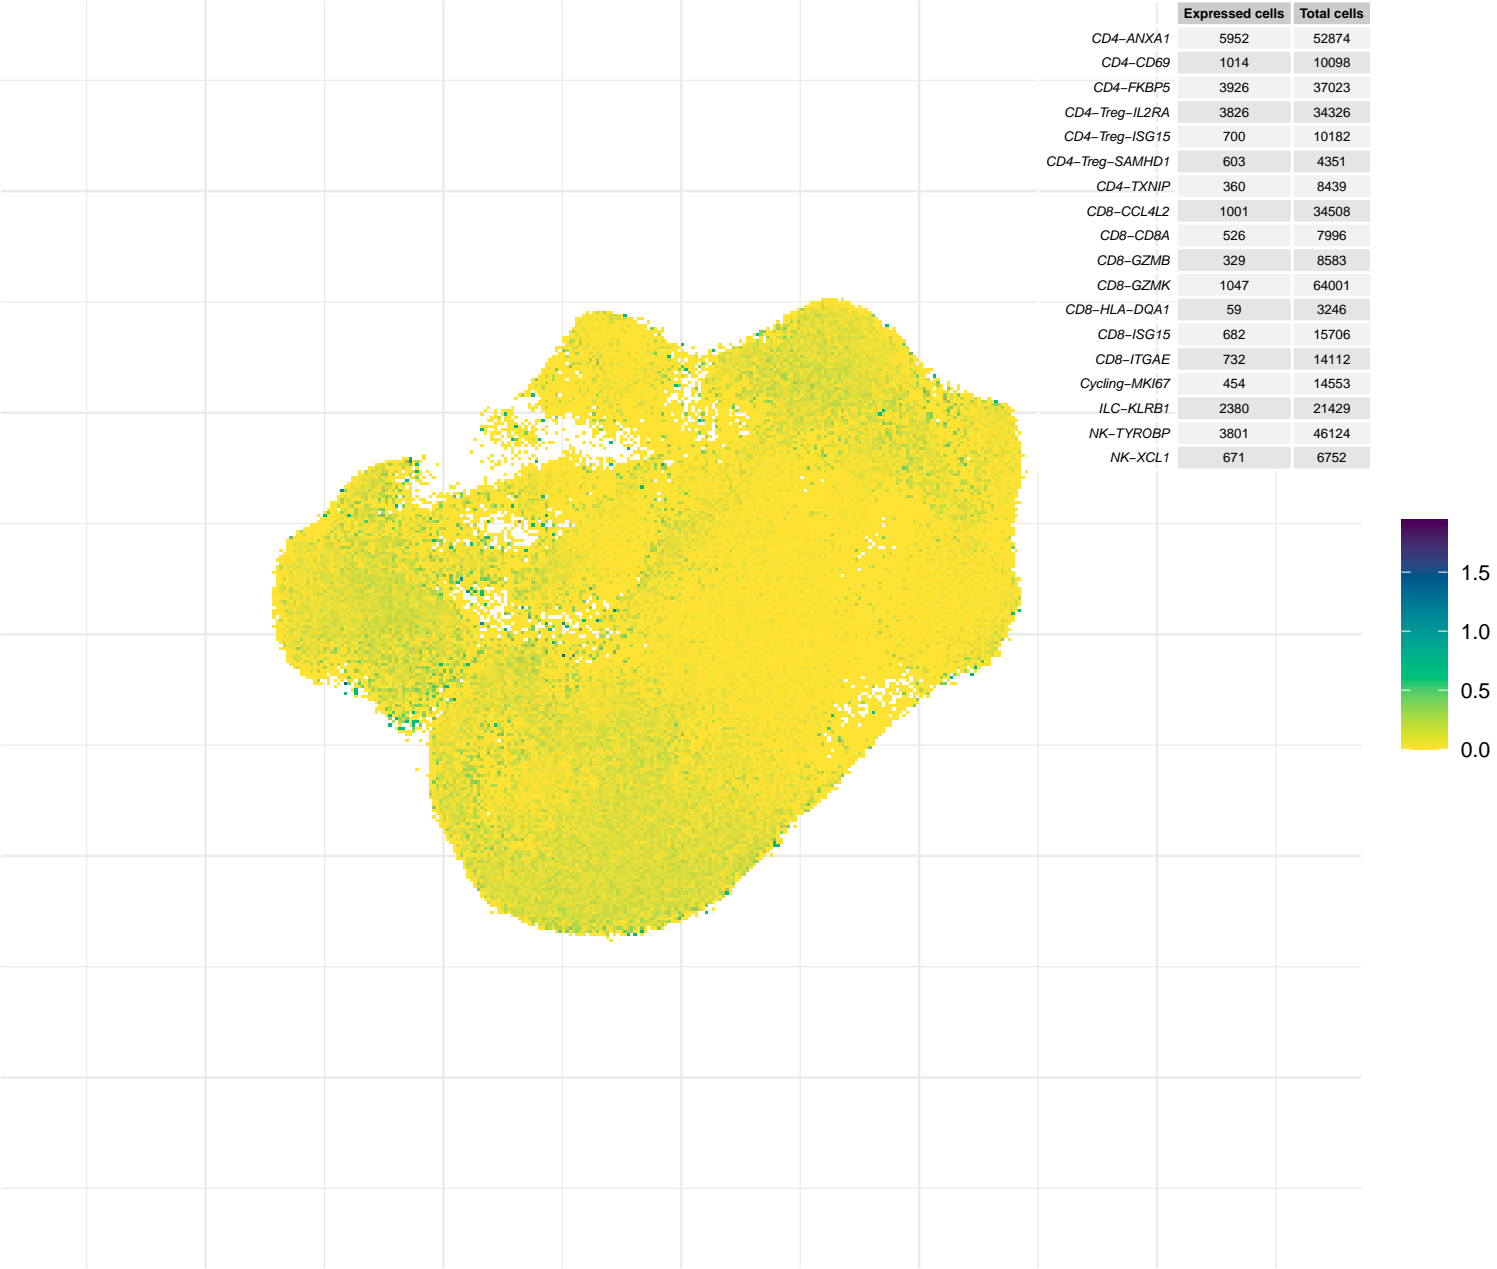 Expressed cells Total cells
CD4−ANXA1 5952 52874
CD4−CD69 1014 10098
CD4−FKBP5 3926 37023
CD4−Treg−IL2RA 3826 34326
CD4−Treg−ISG15 700 10182
CD4−Treg−SAMHD1 603 4351
CD4−TXNIP 360 8439
CD8−CCL4L2 1001 34508
CD8−CD8A 526 7996
CD8−GZMB 329 8583
CD8−GZMK 1047 64001
CD8−HLA−DQA1 59 3246
CD8−ISG15 682 15706
CD8−ITGAE 732 14112
Cycling−MKI67 454 14553
ILC−KLRB1 2380 21429
NK−TYROBP 3801 46124
NK−XCL1 671 6752
1.5
1.0
0.5
0.0